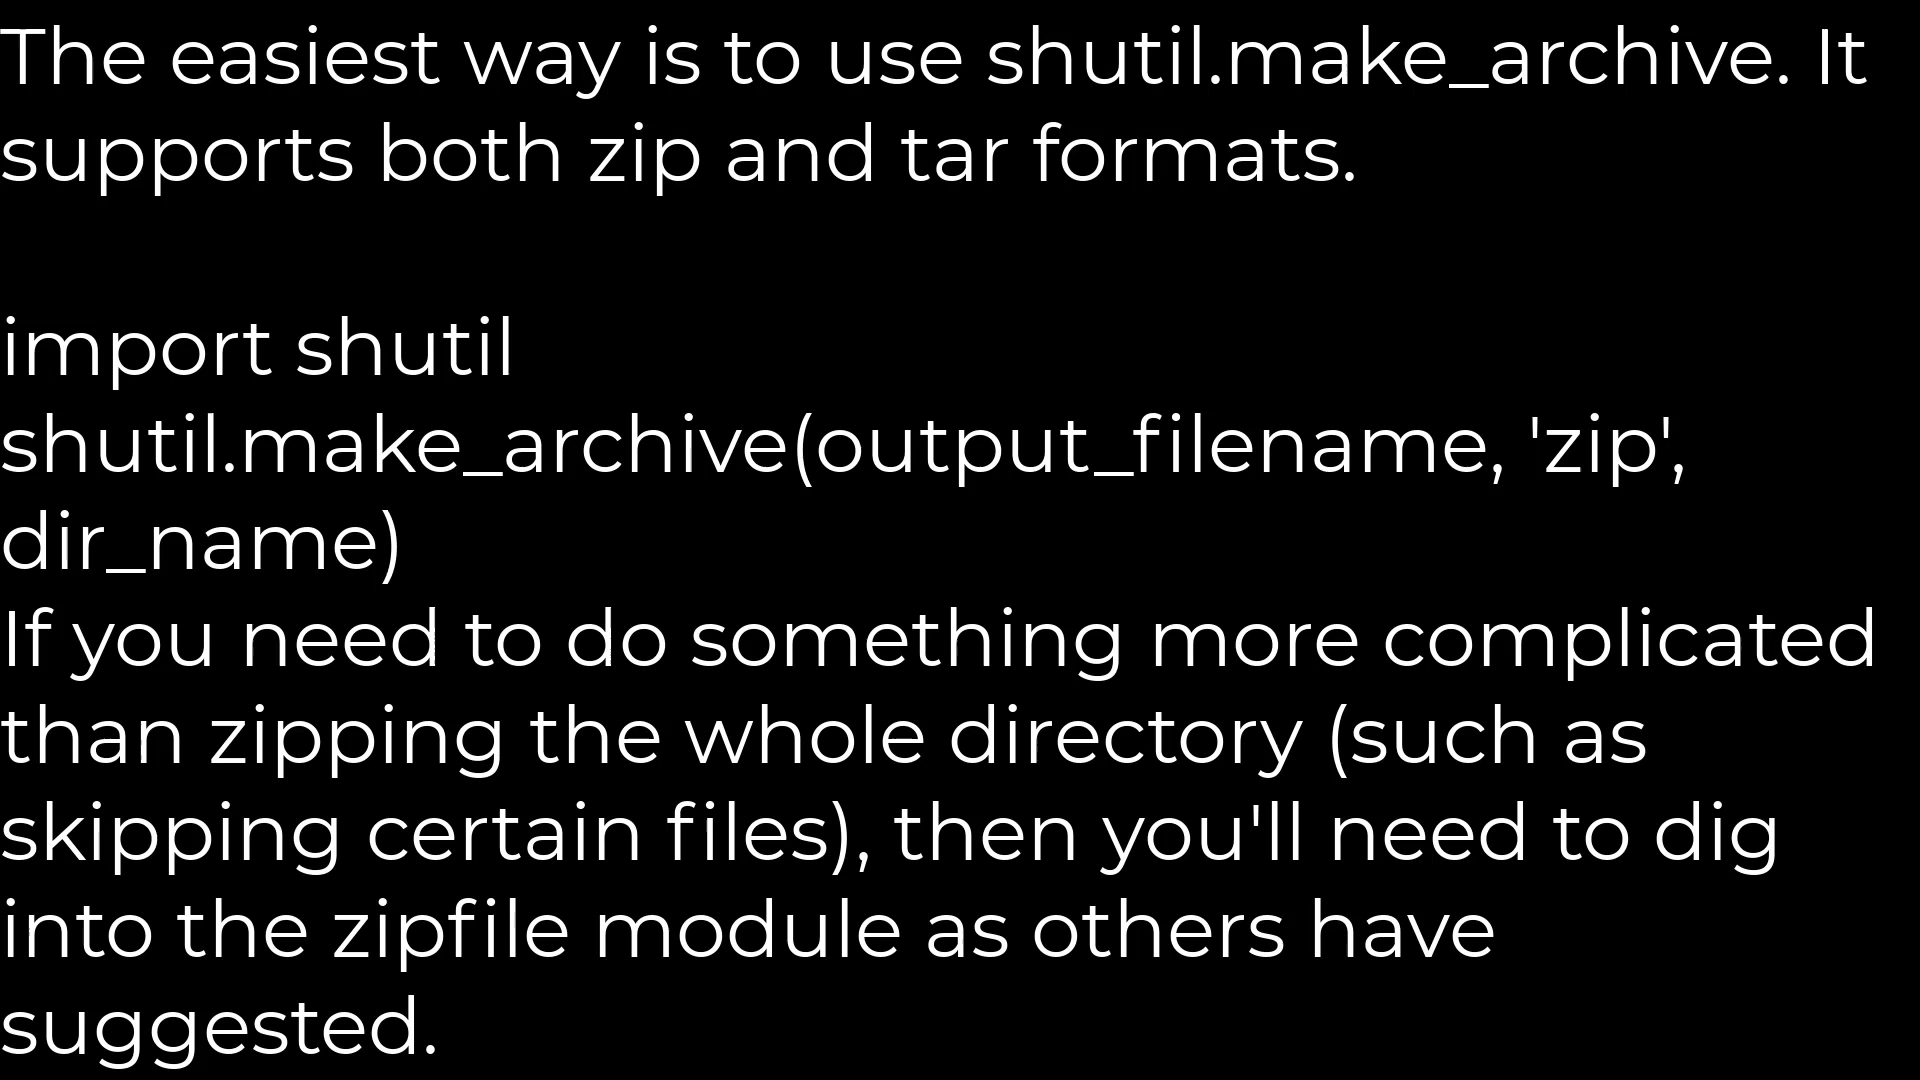 The easiest way is to use shutil.make_archive. It
supports both zip and tar formats.
import shutil
shutil.make_archive(output_filename, 'zip',
dir_name)
If you need to do something more complicated
than zipping the whole directory (such as
skipping certain files), then you'll need to dig
into the zipfile module as others have
suggested.